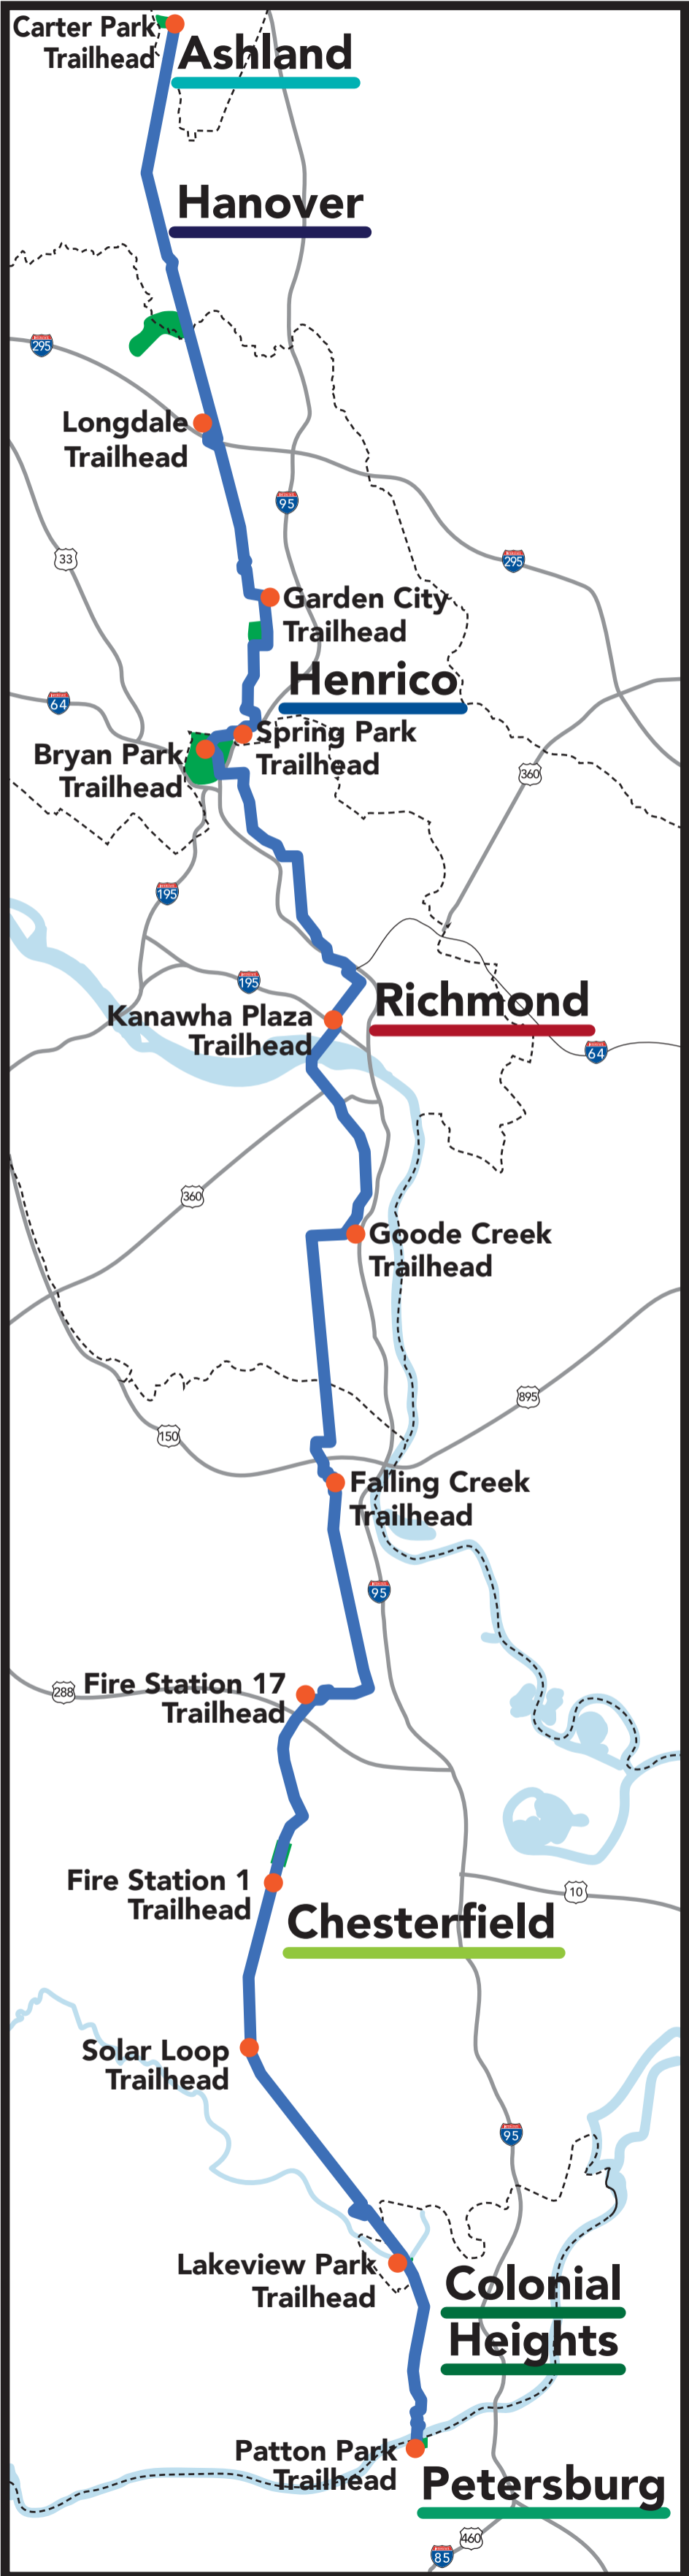 Carter Park
Trailhead
Ashland
Hanover
295
Longdale
Trailhead
95
33
295
Garden City
Trailhead
Henrico
64
Spring Park
Trailhead
Bryan Park
Trailhead
360
195
195
Richmond
Kanawha Plaza
Trailhead
64
360
Goode Creek
Trailhead
895
150
Falling Creek
Trailhead
95
Fire Station 17
Trailhead
288
Fire Station 1
Trailhead
10
Chesterfield
Solar Loop
Trailhead
95
Lakeview Park
Trailhead
Colonial
Heights
Patton Park
Trailhead
Petersburg
460
85